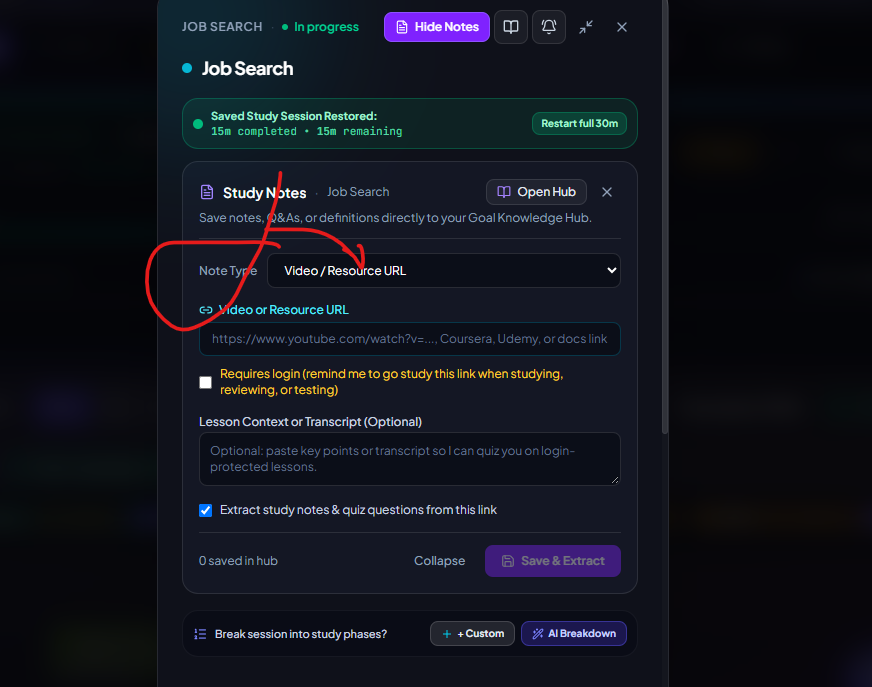 JOB SEARCH · In progress Hide Notes
Job Search
Saved Study Session Restored:
15m completed • 15m remaining
Restart full 30m
Study Notes · Job Search Open Hub
Save notes, Q&As, or definitions directly to your Goal Knowledge Hub.
Note Type Video / Resource URL
Video or Resource URL
https://www.youtube.com/watch?v=..., Coursera, Udemy, or docs link
Requires login (remind me to go study this link when studying,
reviewing, or testing)
Lesson Context or Transcript (Optional)
Optional: paste key points or transcript so I can quiz you on login-
protected lessons.
Extract study notes & quiz questions from this link
0 saved in hub Collapse Save & Extract
Break session into study phases? + Custom AI Breakdown